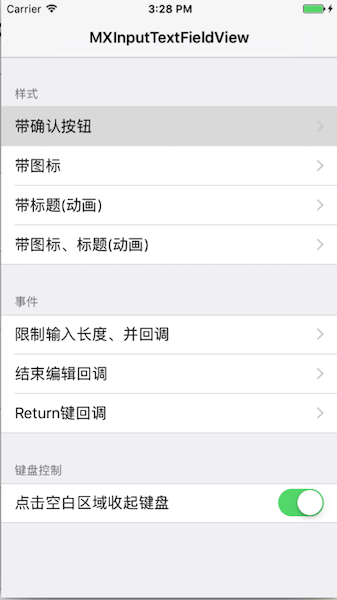 Carrier 3:28 PM
MXInputTextFieldView
样式
带确认按钮
带图标
带标题(动画)
带图标、标题(动画)
事件
限制输入长度、并回调
结束编辑回调
Return键回调
键盘控制
点击空白区域收起键盘